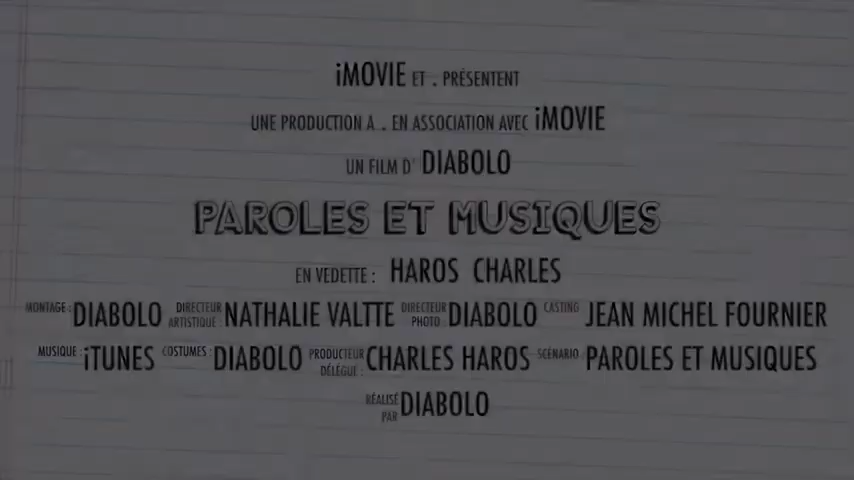 iMOVIE ET . PRÉSENTENT
UNE PRODUCTION A . EN ASSOCIATION AVEC iMOVIE
UN FILM D' DIABOLO
PAROLES ET MUSIQUES
EN VEDETTE : HAROS CHARLES
MONTAGE : DIABOLO DIRECTEUR ARTISTIQUE : NATHALIE VALTTE DIRECTEUR PHOTO : DIABOLO CASTING JEAN MICHEL FOURNIER
MUSIQUE : iTUNES COSTUMES : DIABOLO PRODUCTEUR DÉLÉGUÉ : CHARLES HAROS SCÉNARIO PAROLES ET MUSIQUES
RÉALISÉ PAR DIABOLO